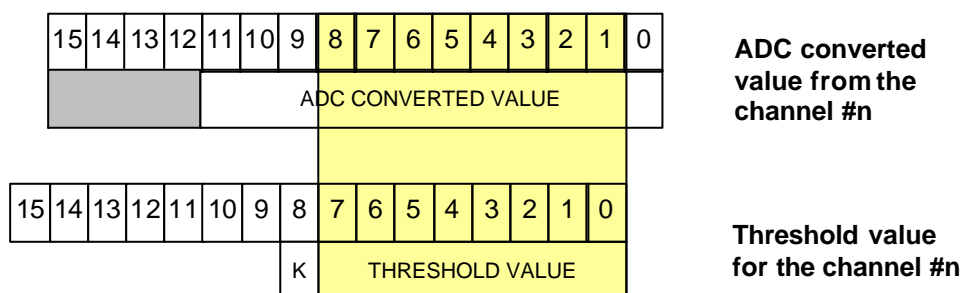 15 14 13 12 11 10 9 8 7 6 5 4 3 2 1 0
ADC CONVERTED VALUE
ADC converted
value from the
channel #n
15 14 13 12 11 10 9 8 7 6 5 4 3 2 1 0
K THRESHOLD VALUE
Threshold value
for the channel #n